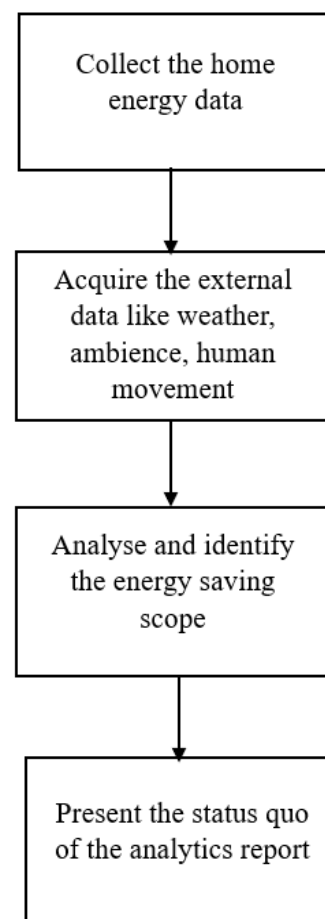 Collect the home
energy data
Acquire the external
data like weather,
ambience, human
movement
Analyse and identify
the energy saving
scope
Present the status quo
of the analytics report